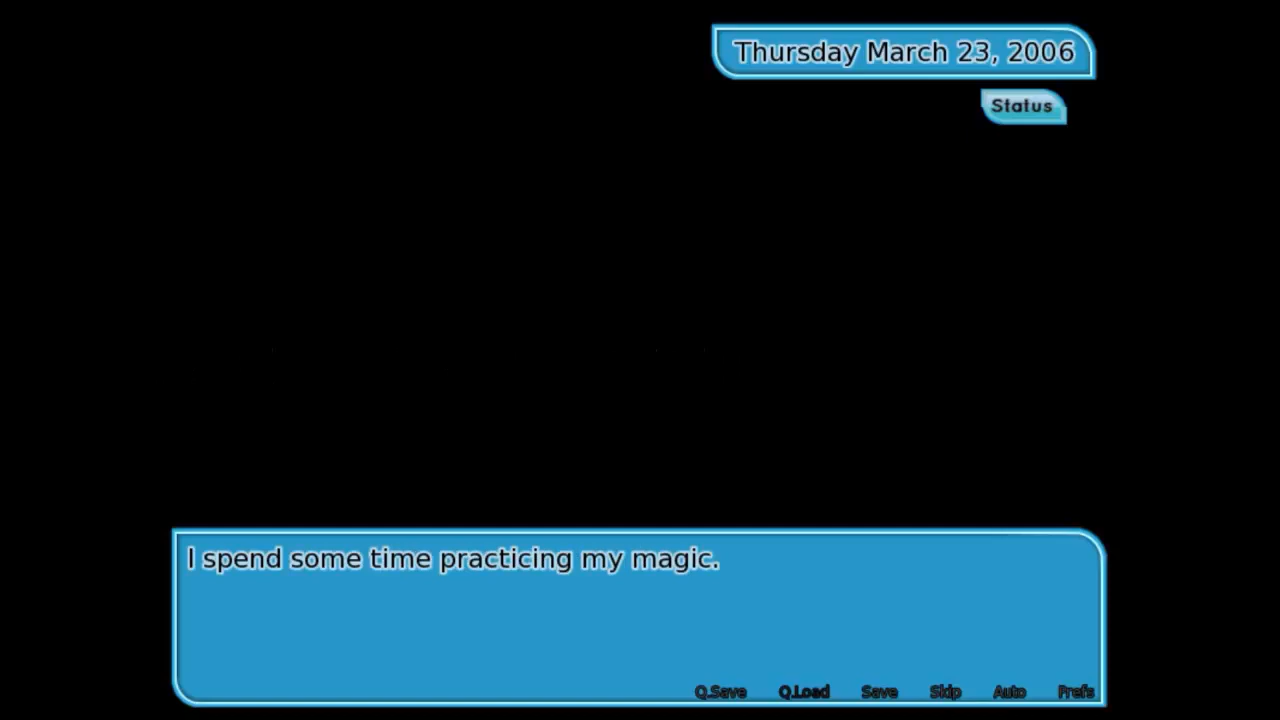 Thursday March 23, 2006
Status
I spend some time practicing my magic.
Q.Save Q.Load Save Skip Auto Prefs